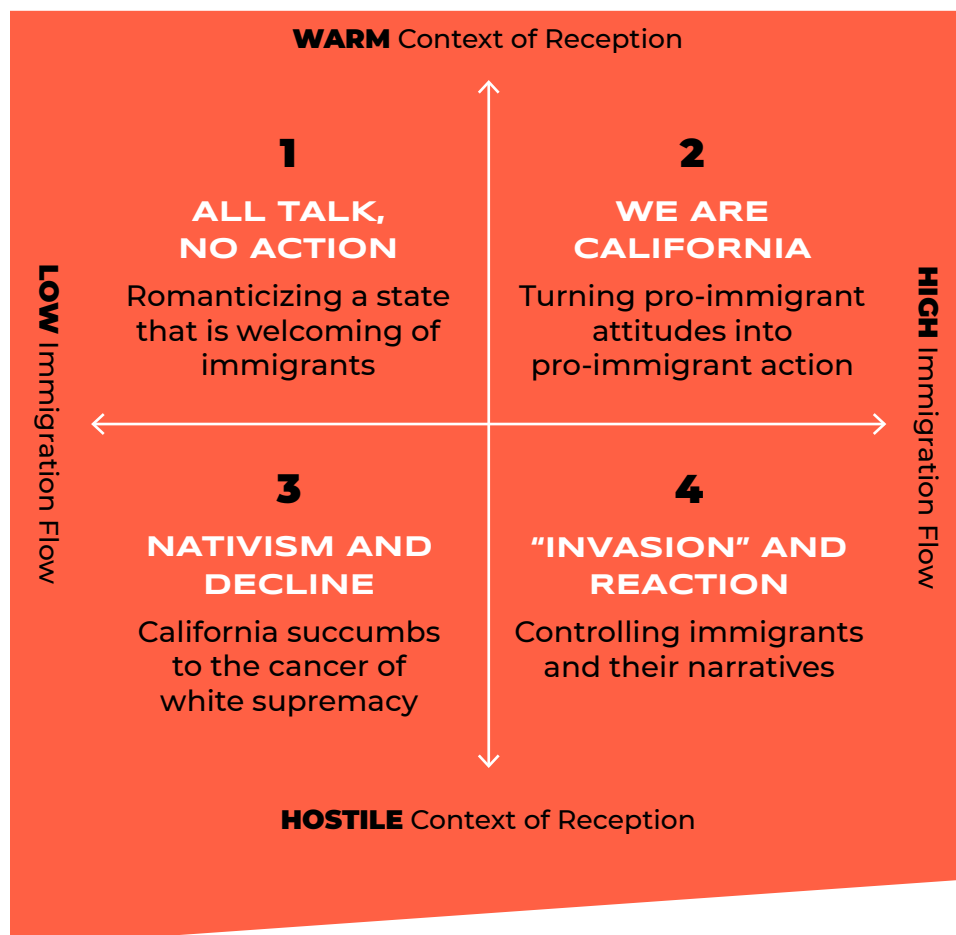 WARM Context of Reception
1
ALL TALK,
NO ACTION
Romanticizing a state
that is welcoming of
immigrants
2
WE ARE
CALIFORNIA
Turning pro-immigrant
attitudes into
pro-immigrant action
LOW Immigration Flow
HIGH Immigration Flow
3
NATIVISM AND
DECLINE
California succumbs
to the cancer of
white supremacy
4
“INVASION” AND
REACTION
Controlling immigrants
and their narratives
HOSTILE Context of Reception